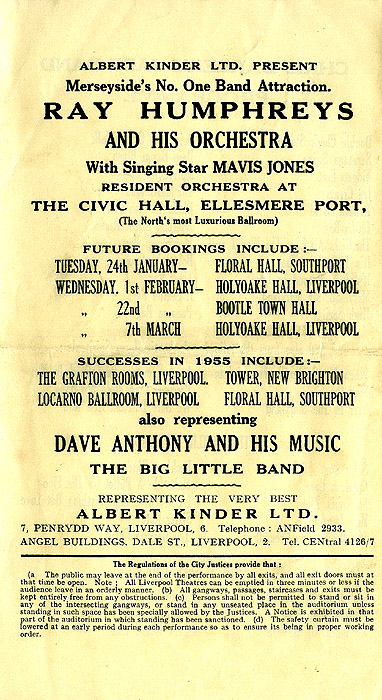 ALBERT KINDER LTD. PRESENT
Merseyside's No. One Band Attraction.
RAY HUMPHREYS
AND HIS ORCHESTRA
With Singing Star MAVIS JONES
RESIDENT ORCHESTRA AT
THE CIVIC HALL, ELLESMERE PORT,
(The North's most Luxurious Ballroom)
FUTURE BOOKINGS INCLUDE :—
TUESDAY, 24th JANUARY— FLORAL HALL, SOUTHPORT
WEDNESDAY, 1st FEBRUARY— HOLYOAKE HALL, LIVERPOOL
„ 22nd „ BOOTLE TOWN HALL
„ 7th MARCH HOLYOAKE HALL, LIVERPOOL
SUCCESSES IN 1955 INCLUDE :—
THE GRAFTON ROOMS, LIVERPOOL. TOWER, NEW BRIGHTON
LOCARNO BALLROOM, LIVERPOOL FLORAL HALL, SOUTHPORT
also representing
DAVE ANTHONY AND HIS MUSIC
THE BIG LITTLE BAND
REPRESENTING THE VERY BEST
ALBERT KINDER LTD.
7, PENRYDD WAY, LIVERPOOL, 6. Telephone : ANField 2933.
ANGEL BUILDINGS. DALE ST., LIVERPOOL, 2. Tel. CENtral 4126/7
The Regulations of the City Justices provide that :
(a The public may leave at the end of the performance by all exits, and all exit doors must at
that time be open. Note : All Liverpool Theatres can be emptied in three minutes or less if the
audience leave in an orderly manner. (b) All gangways, passages, staircases and exits must be
kept entirely free from any obstructions. (c) Persons shall not be permitted to stand or sit in
any of the intersecting gangways, or stand in any unseated place in the auditorium unless
standing in such space has been specially allowed by the Justices. A Notice is exhibited in that
part of the auditorium in which standing has been sanctioned. (d) The safety curtain must be
lowered at an early period during each performance so as to ensure its being in proper working
order.